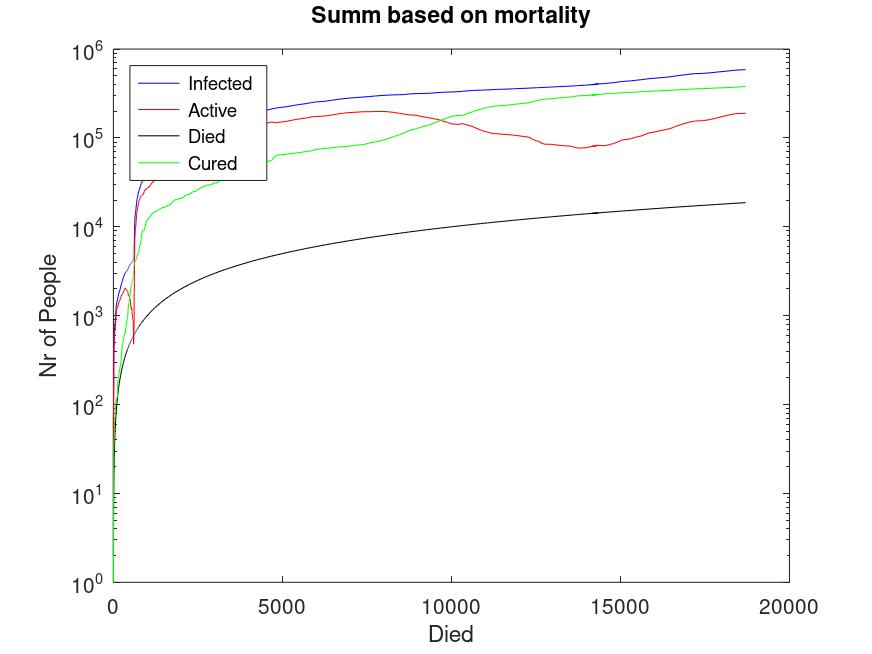 Summ based on mortality
Infected
Active
Died
Cured
10^6
10^5
10^4
10^3
10^2
10^1
10^0
Nr of People
0 5000 10000 15000 20000
Died